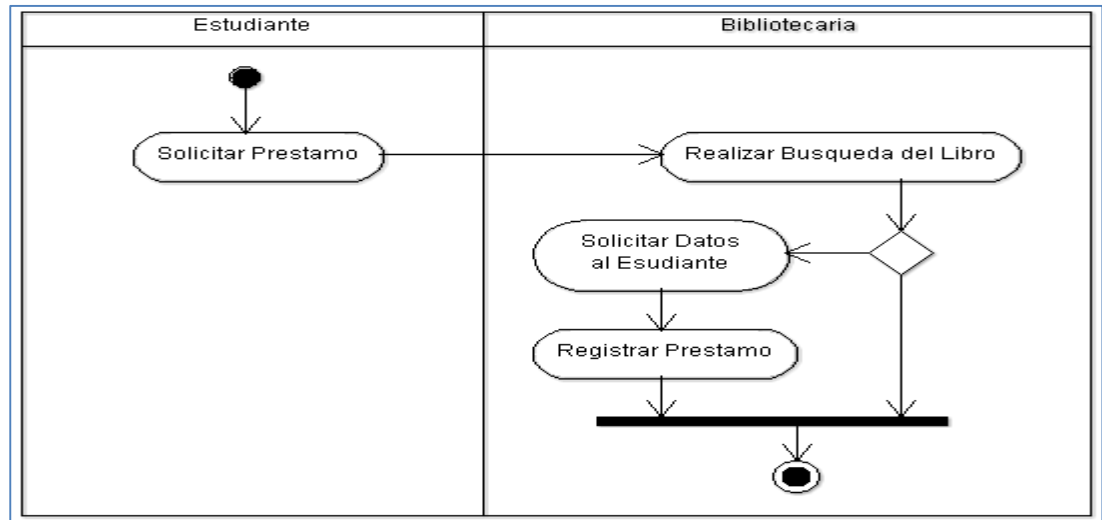 Estudiante
Bibliotecaria
Solicitar Prestamo
Realizar Busqueda del Libro
Solicitar Datos
al Esudiante
Registrar Prestamo